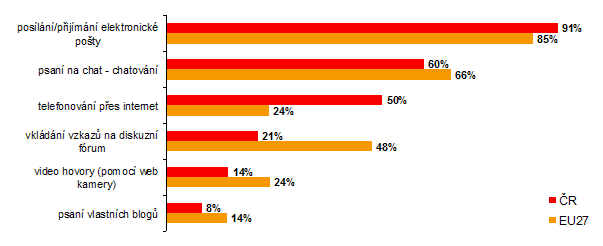 posílání/přijímání elektronické
pošty
91%
85%
psaní na chat - chatování
60%
66%
telefonování přes internet
50%
24%
vkládání vzkazů na diskuzní
fórum
21%
48%
video hovory (pomocí web
kamery)
14%
24%
psaní vlastních blogů
8%
14%
ČR
EU27